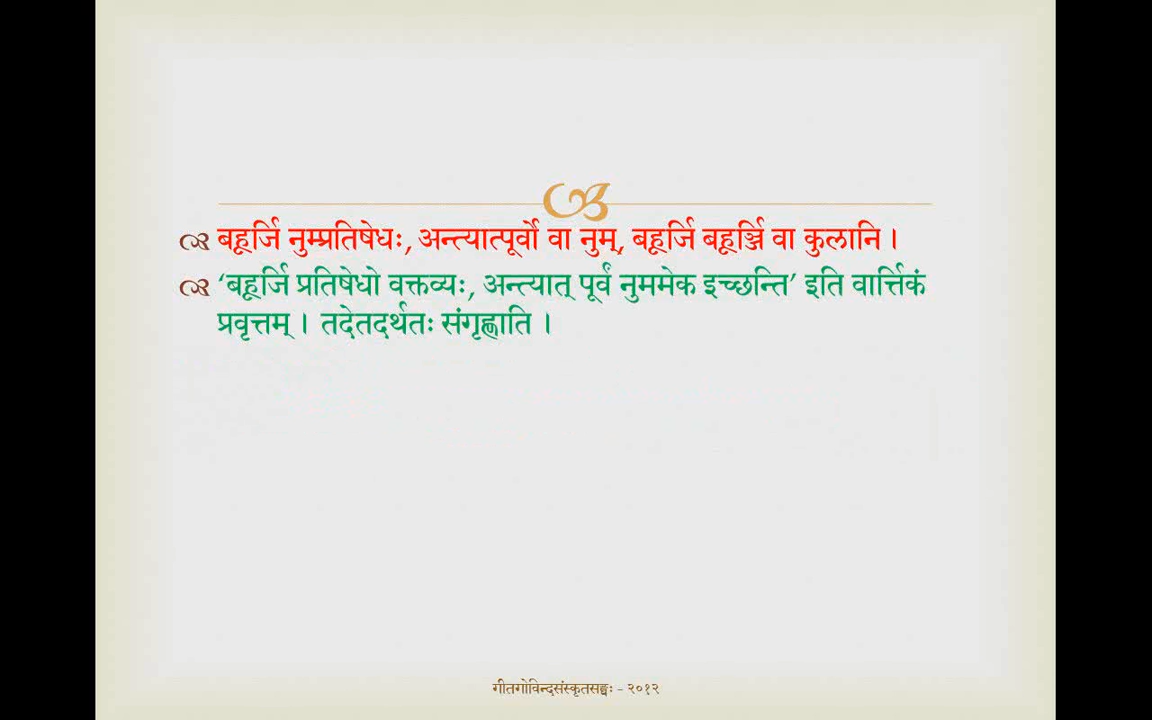 बहूर्जि नुम्प्रतिषेधः, अन्त्यात्पूर्वो वा नुम्, बहूर्जि बहूर्ञ्जि वा कुलानि ।
‘बहूर्जि प्रतिषेधो वक्तव्यः, अन्त्यात् पूर्वं नुममेक इच्छन्ति’ इति वार्त्तिकं
प्रवृत्तम् । तदेतदर्थतः संगृह्णाति ।
गीतगोविन्दसंस्कृतसङ्घः - २०१२